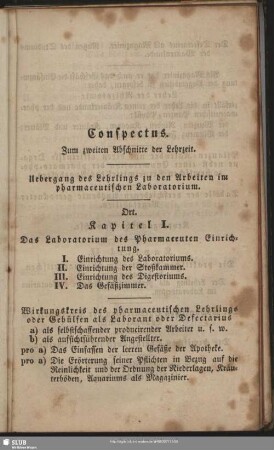 Conspectus.
Zum zweiten Abschnitte der Lehrzeit.
Uebergang des Lehrlings zu den Arbeiten im
pharmaceutischen Laboratorium.
Ort.
Kapitel I.
Das Laboratorium des Pharmaceuten Einrich-
tung.
I. Einrichtung des Laboratoriums.
II. Einrichtung der Stoßkammer.
III. Einrichtung des Digestoriums.
IV. Das Gefäßzimmer.
Wirkungskreis des pharmaceutischen Lehrlings
oder Gehülfen als Laborant oder Defectarius
a) als selbstschaffender producirender Arbeiter u. s. w.
b) als aufsichtführender Angestellter.
pro a) Das Einfassen der leeren Gefäße der Apotheke.
pro a) Die Erörterung seiner Pflichten in Bezug auf die
Reinlichkeit und der Ordnung der Niederlagen, Kräu-
terböden, Aquariums als Magazinier.
SLUB